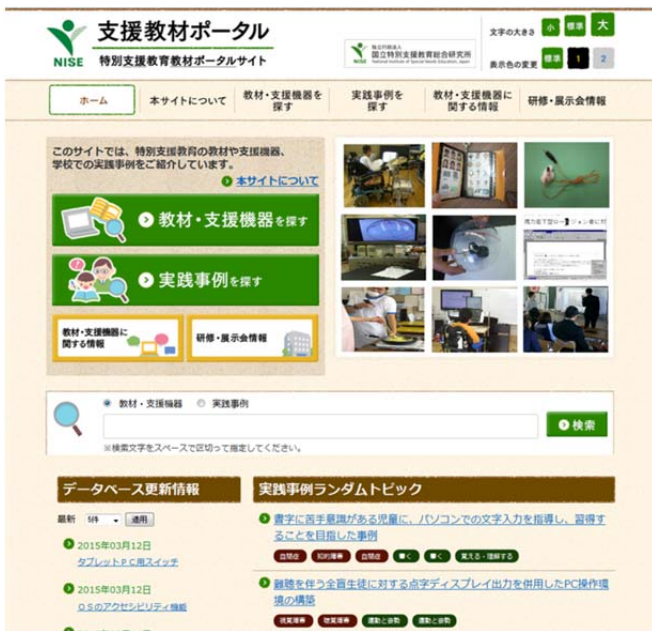 NISE
支援教材ポータル
特別支援教育教材ポータルサイト
NISE
独立行政法人
国立特別支援教育総合研究所
National Institute of Special Needs Education, Japan
文字の大きさ 小 標準 大
表示色の変更 標準 1 2
ホーム
本サイトについて
教材・支援機器を
探す
実践事例を
探す
教材・支援機器に
関する情報
研修・展示会情報
このサイトでは、特別支援教育の教材や支援機器、
学校での実践事例をご紹介しています。
本サイトについて
教材・支援機器を探す
実践事例を探す
教材・支援機器に
関する情報
研修・展示会情報
教材・支援機器 実践事例
検索
※検索文字をスペースで区切って指定してください。
データベース更新情報
最新 5件 適用
2015年03月12日
タブレットPC用スイッチ
2015年03月12日
OSのアクセシビリティ機能
実践事例ランダムトピック
書字に苦手意識がある児童に、パソコンでの文字入力を指導し、習得す
ることを目指した事例
自閉症 知的障害 自閉症 書く 書く 覚える・理解する
難聴を伴う全盲生徒に対する点字ディスプレイ出力を併用したPC操作環
境の構築
視覚障害 聴覚障害 運動と姿勢 運動と姿勢